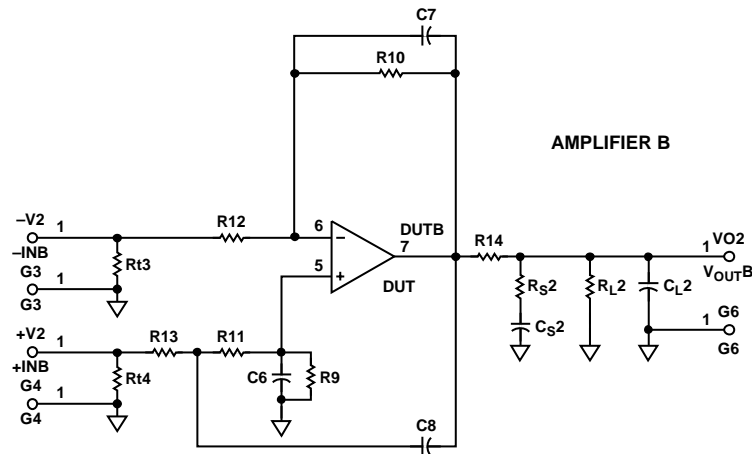 C7
R10
AMPLIFIER B
–V2
1
R12
6
–
DUTB
7
R14
1
VO2
–INB
G3
1
Rt3
5
+
DUT
RS2
RL2
CL2
VOUTB
G3
CS2
G6
1
G6
+V2
1
R13
R11
+INB
G4
1
Rt4
C6
R9
G4
C8